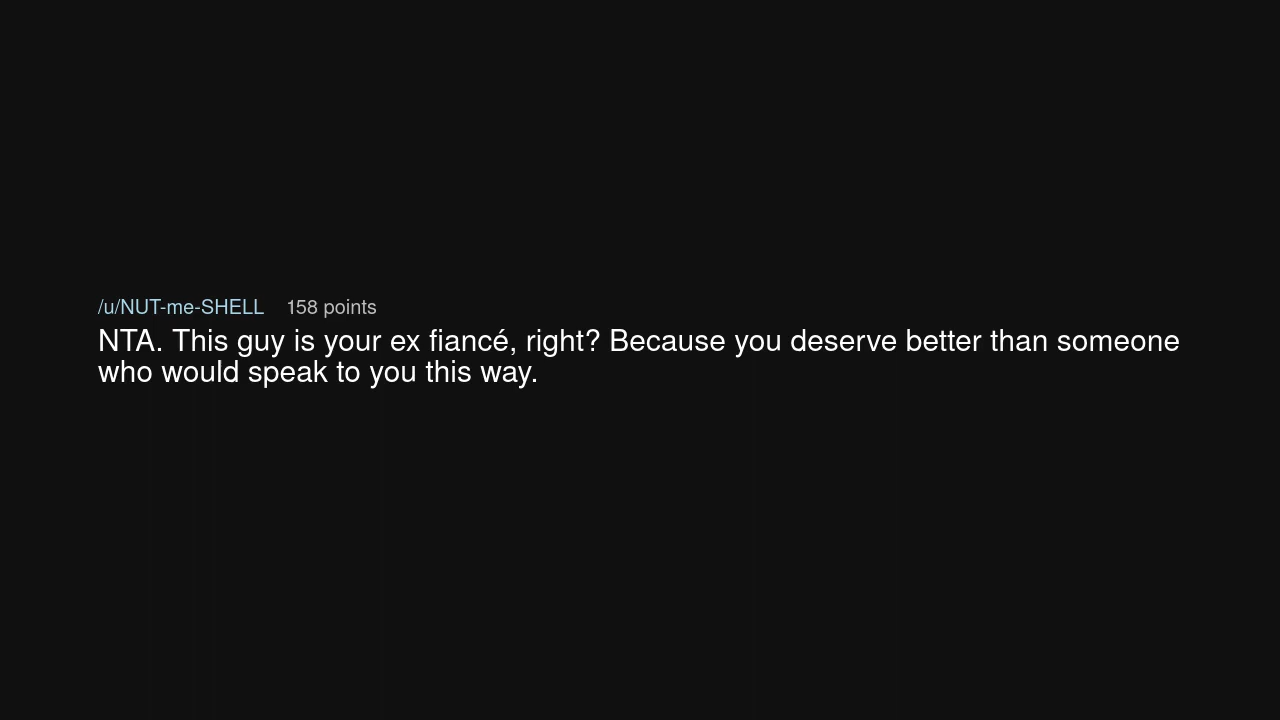 /u/NUT-me-SHELL 158 points
NTA. This guy is your ex fiancé, right? Because you deserve better than someone
who would speak to you this way.